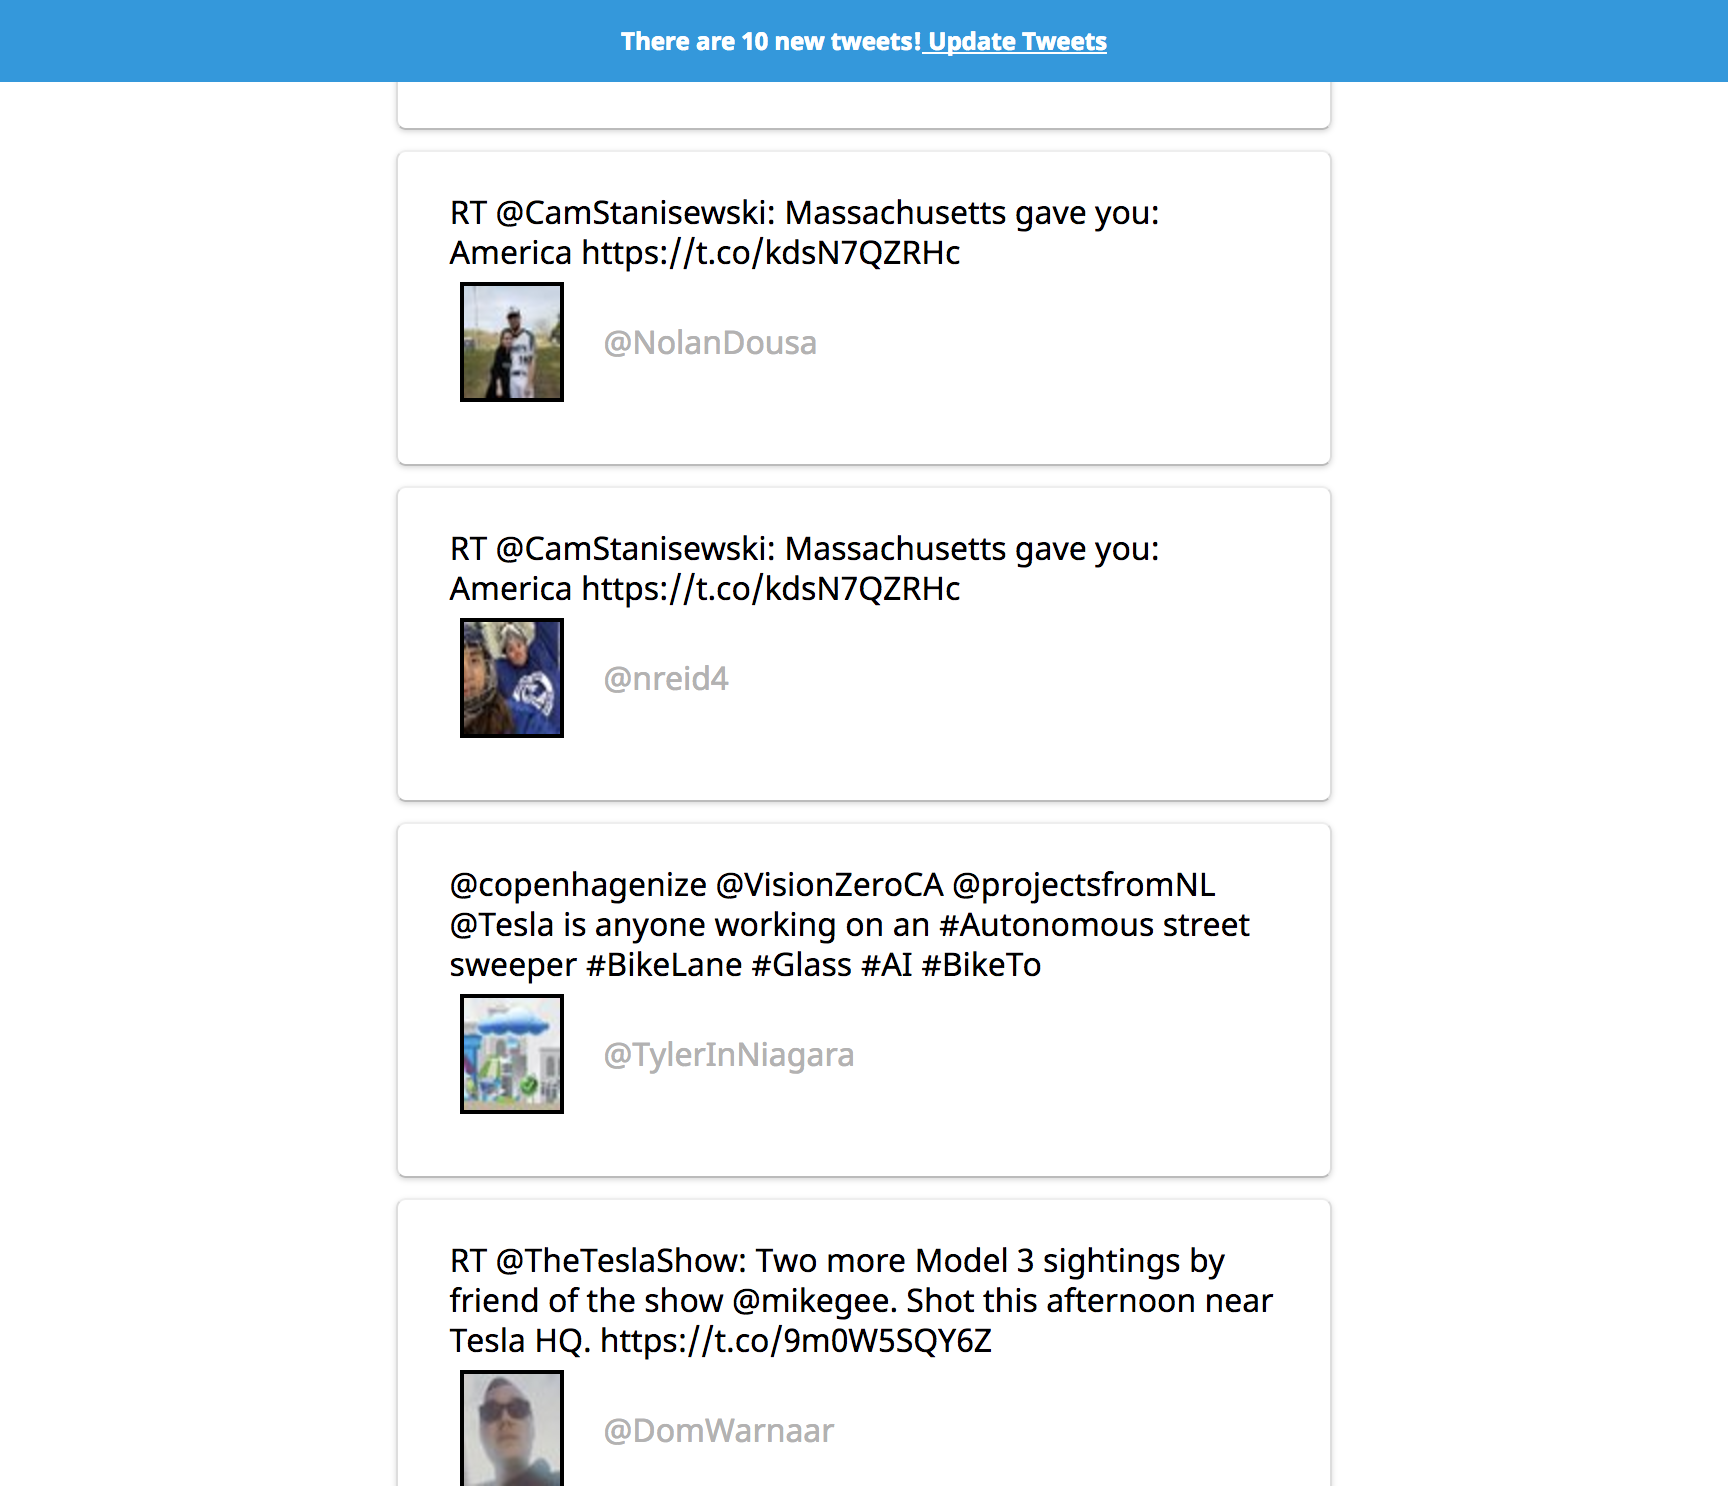 There are 10 new tweets! Update Tweets
RT @CamStanisewski: Massachusetts gave you:
America https://t.co/kdsN7QZRHc
@NolanDousa
RT @CamStanisewski: Massachusetts gave you:
America https://t.co/kdsN7QZRHc
@nreid4
@copenhagenize @VisionZeroCA @projectsfromNL
@Tesla is anyone working on an #Autonomous street
sweeper #BikeLane #Glass #AI #BikeTo
@TylerInNiagara
RT @TheTeslaShow: Two more Model 3 sightings by
friend of the show @mikegee. Shot this afternoon near
Tesla HQ. https://t.co/9m0W5SQY6Z
@DomWarnaar